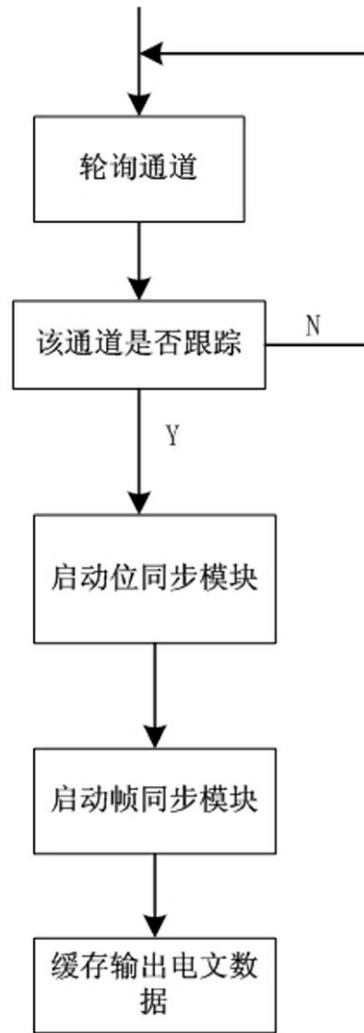 轮询通道
该通道是否跟踪
N
Y
启动位同步模块
启动帧同步模块
缓存输出电文数
据